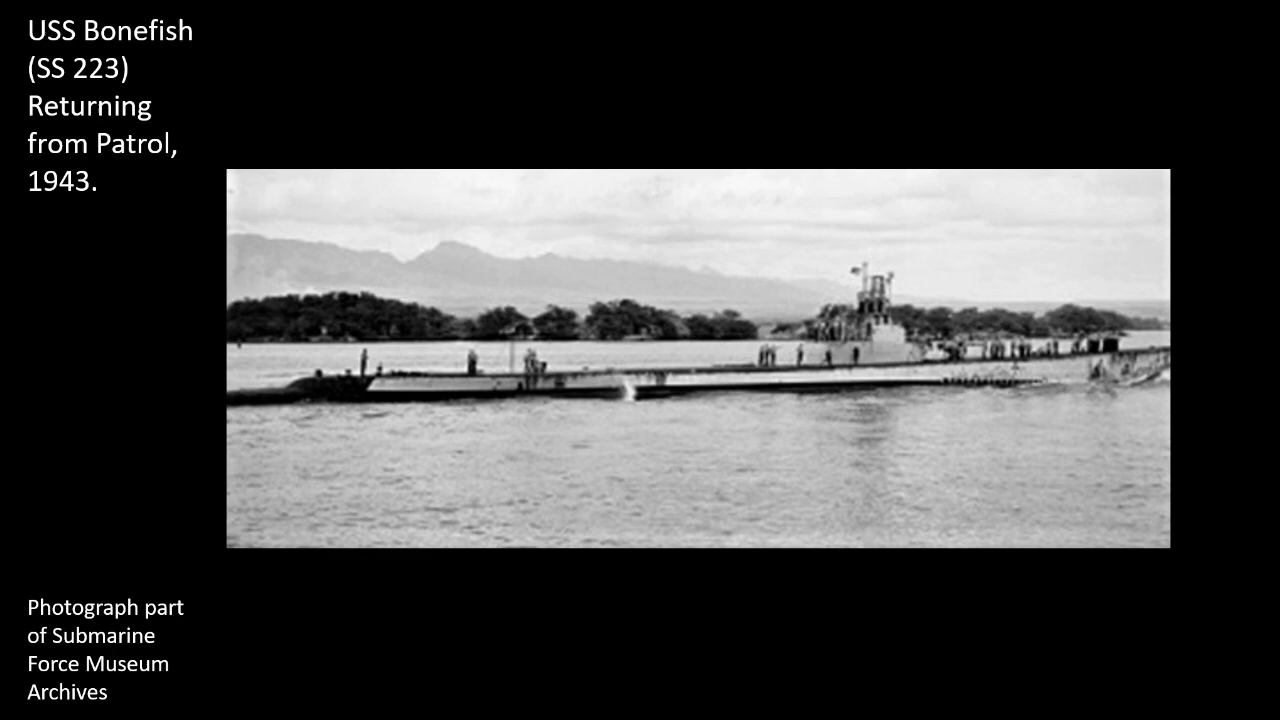 USS Bonefish
(SS 223)
Returning
from Patrol,
1943.
Photograph part
of Submarine
Force Museum
Archives